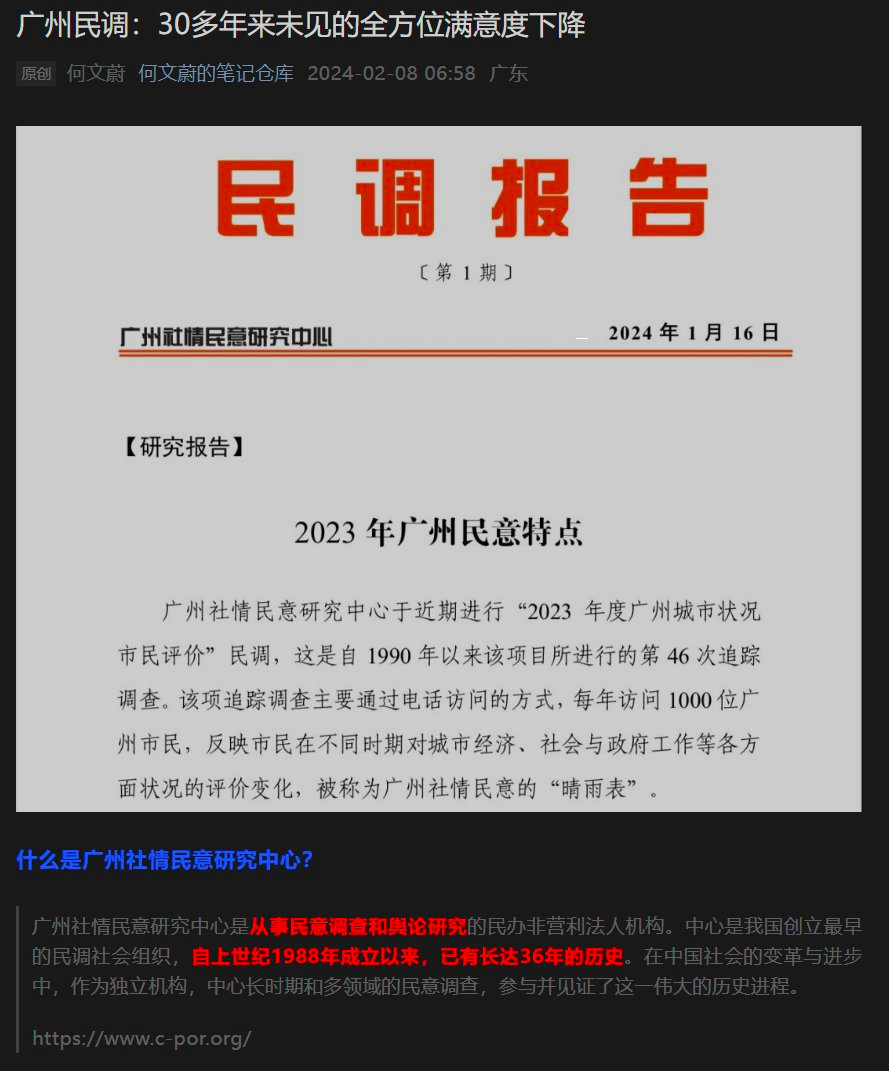 广州民调：30多年来未见的全方位满意度下降
原创 何文蔚 何文蔚的笔记仓库 2024-02-08 06:58 广东
民调报告
〔第 1 期〕
广州社情民意研究中心 2024 年 1 月 16 日
【研究报告】
2023 年广州民意特点
广州社情民意研究中心于近期进行“2023 年度广州城市状况
市民评价”民调，这是自 1990 年以来该项目所进行的第 46 次追踪
调查。该项追踪调查主要通过电话访问的方式，每年访问 1000 位广
州市民，反映市民在不同时期对城市经济、社会与政府工作等各方
面状况的评价变化，被称为广州社情民意的“晴雨表”。
什么是广州社情民意研究中心？
广州社情民意研究中心是从事民意调查和舆论研究的民办非营利法人机构。中心是我国创立最早
的民调社会组织，自上世纪1988年成立以来，已有长达36年的历史。在中国社会的变革与进步
中，作为独立机构，中心长时期和多领域的民意调查，参与并见证了这一伟大的历史进程。
https://www.c-por.org/